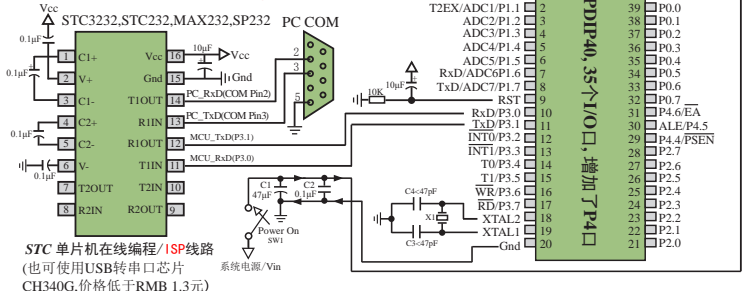 Vcc
STC3232,STC232,MAX232,SP232
PC COM
0.1μF
10μF
Vcc
0.1μF
1 C1+
Vcc 16
2 V+
Gnd 15
Gnd
3 C1-
T1OUT 14
PC_RxD(COM Pin2)
4 C2+
R1IN 13
PC_TxD(COM Pin3)
0.1μF
5 C2-
R1OUT 12
MCU_TxD(P3.1)
6 V-
T1IN 11
MCU_RxD(P3.0)
0.1μF
7 T2OUT
T2IN 10
8 R2IN
R2OUT 9
2
3
5
C1
47μF
C2
0.1μF
Power On
SW1
系统电源/Vin
STC 单片机在线编程/ISP线路
(也可使用USB转串口芯片
CH340G,价格低于RMB 1.3元)
10μF
10K
C4<47pF
X1
C3<47pF
T2EX/ADC1/P1.1 2
ADC2/P1.2 3
ADC3/P1.3 4
ADC4/P1.4 5
ADC5/P1.5 6
RxD/ADC6P1.6 7
TxD/ADC7/P1.7 8
RST 9
RxD/P3.0 10
TxD/P3.1 11
INT0/P3.2 12
INT1/P3.3 13
T0/P3.4 14
T1/P3.5 15
WR/P3.6 16
RD/P3.7 17
XTAL2 18
XTAL1 19
Gnd 20
PDIP40, 35个I/O口, 增加了P4口
39 P0.0
38 P0.1
37 P0.2
36 P0.3
35 P0.4
34 P0.5
33 P0.6
32 P0.7
31 P4.6/EA
30 ALE/P4.5
29 P4.4/PSEN
28 P2.7
27 P2.6
26 P2.5
25 P2.4
24 P2.3
23 P2.2
22 P2.1
21 P2.0